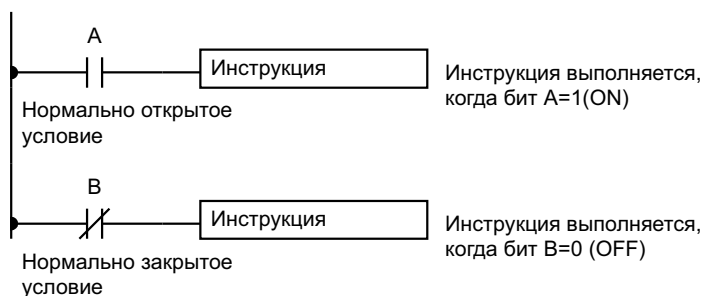 A
Инструкция
Инструкция выполняется,
когда бит A=1(ON)
Нормально открытое
условие
B
Инструкция
Инструкция выполняется,
когда бит B=0 (OFF)
Нормально закрытое
условие